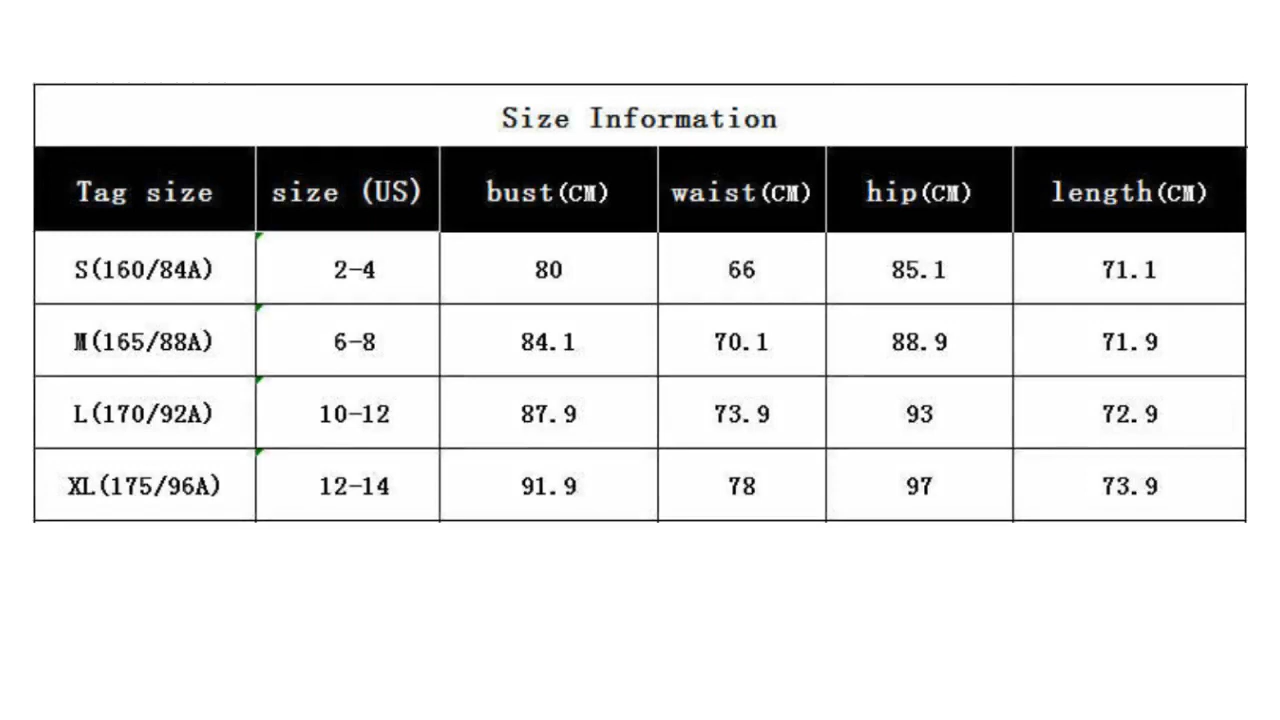 Size Information
Tag size size (US) bust(CM) waist(CM) hip(CM) length(CM)
S(160/84A) 2-4 80 66 85.1 71.1
M(165/88A) 6-8 84.1 70.1 88.9 71.9
L(170/92A) 10-12 87.9 73.9 93 72.9
XL(175/96A) 12-14 91.9 78 97 73.9